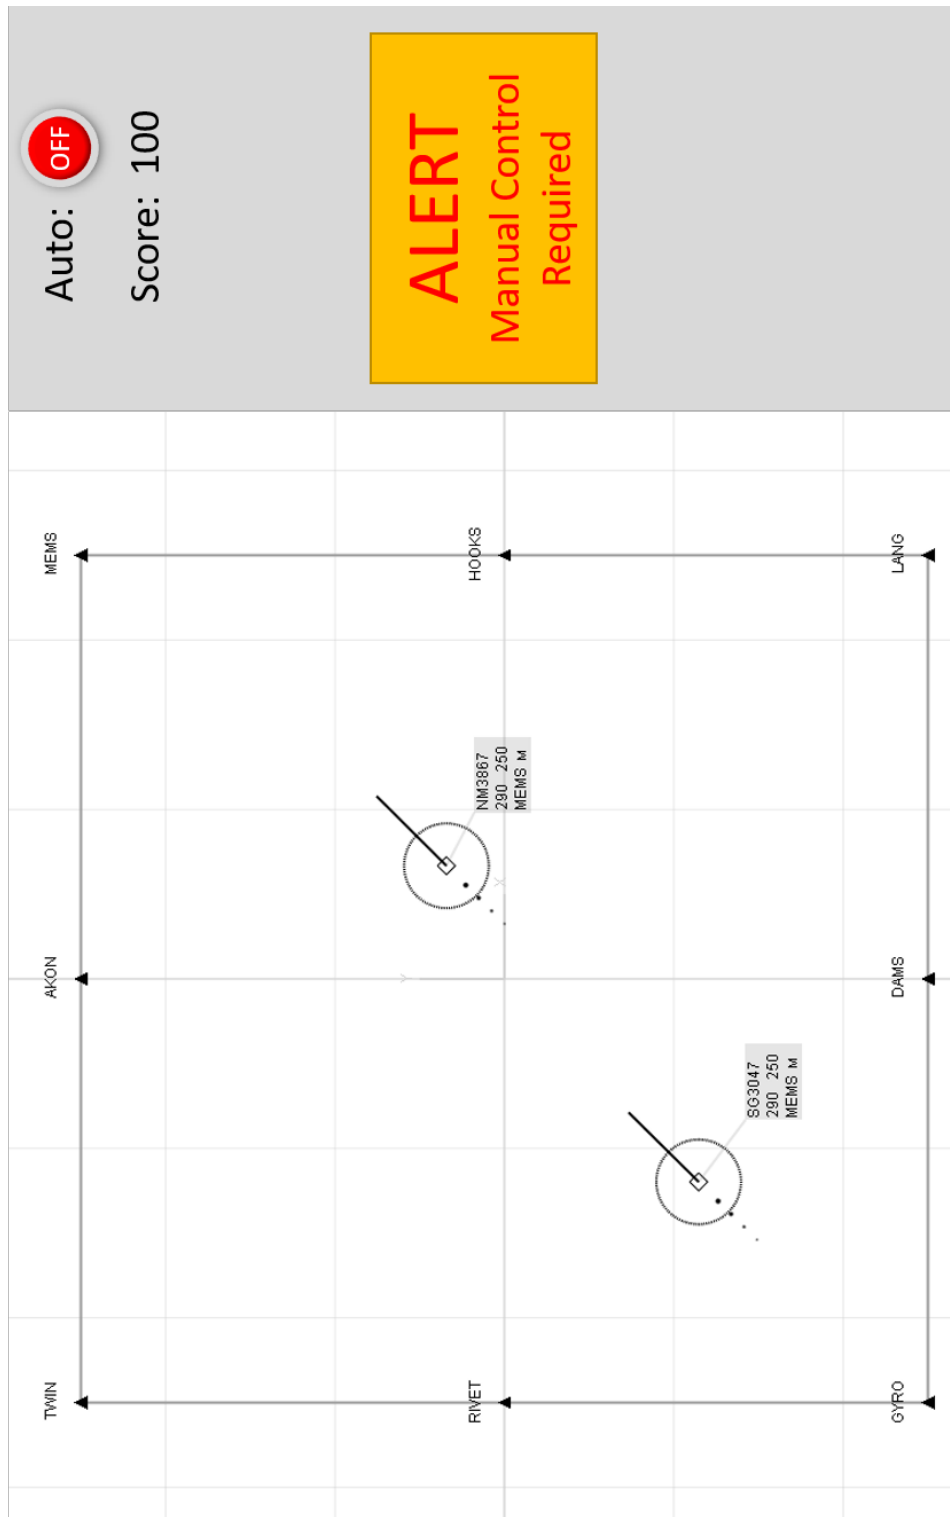 TWIN
AKON
MEMS
NM3867
290 250
MEMS M
RIVET
HOOKS
X
Y
SG3047
290 250
MEMS M
GYRO
DAMS
LANG
Auto: OFF
Score: 100
ALERT
Manual Control
Required